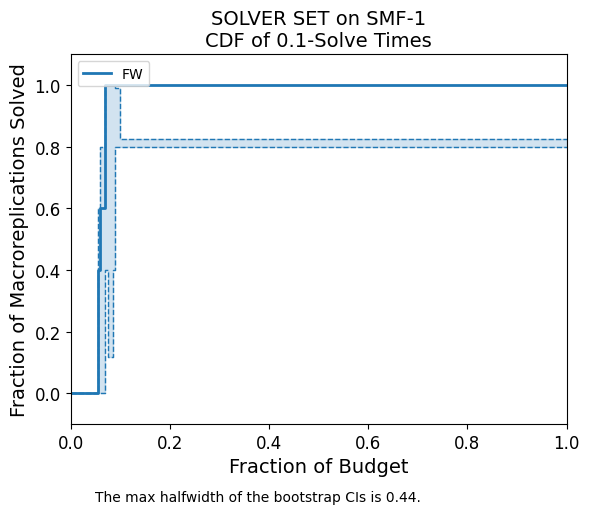 SOLVER SET on SMF-1
CDF of 0.1-Solve Times
FW
Fraction of Macroreplications Solved
1.0
0.8
0.6
0.4
0.2
0.0
0.0 0.2 0.4 0.6 0.8 1.0
Fraction of Budget
The max halfwidth of the bootstrap CIs is 0.44.